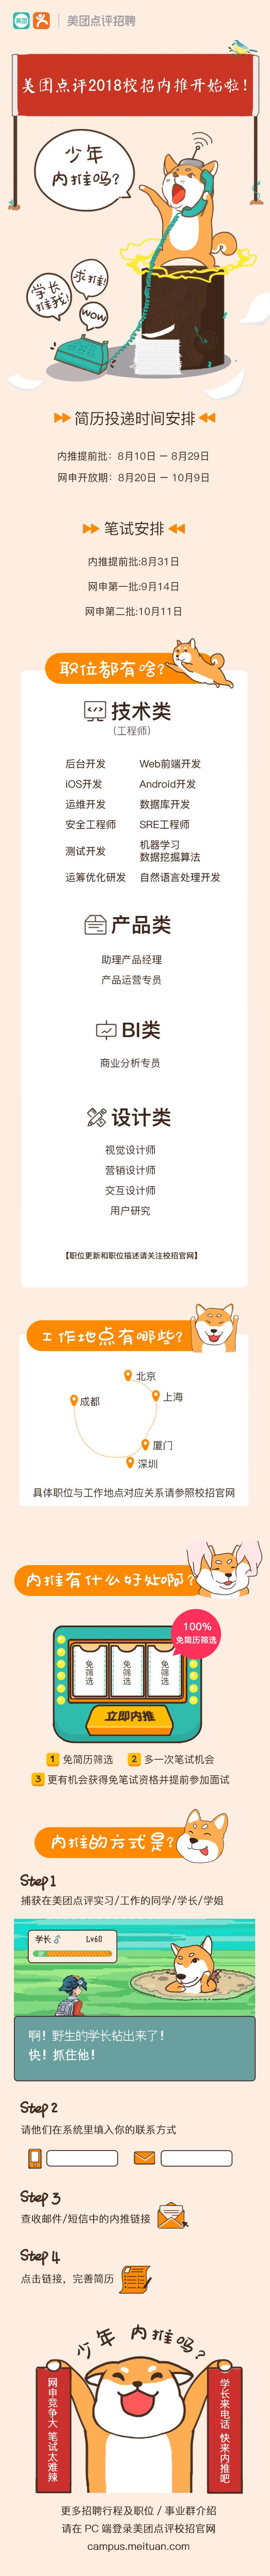 美团
美团点评招聘
美团点评2018校招内推开始啦!
少年
内推吗?
求推!
学长
推我!
wow
简历投递时间安排
内推提前批: 8月10日 — 8月29日
网申开放期: 8月20日 — 10月9日
笔试安排
内推提前批:8月31日
网申第一批:9月14日
网申第二批:10月11日
职位都有啥?
技术类
(工程师)
后台开发 Web前端开发
iOS开发 Android开发
运维开发 数据库开发
安全工程师 SRE工程师
测试开发 机器学习
数据挖掘算法
运筹优化研发 自然语言处理开发
产品类
助理产品经理
产品运营专员
BI类
商业分析专员
设计类
视觉设计师
营销设计师
交互设计师
用户研究
【职位更新和职位描述请关注校招官网】
工作地点有哪些?
北京
上海
成都
厦门
深圳
具体职位与工作地点对应关系请参照校招官网
内推有什么好处啊?
100%
免简历筛选
免筛选 免筛选 免筛选
立即内推
1 免简历筛选 2 多一次笔试机会
3 更有机会获得免笔试资格并提前参加面试
内推的方式是?
Step1
捕获在美团点评实习/工作的同学/学长/学姐
学长♂ Lv60
啊! 野生的学长钻出来了!
快! 抓住他!
Step2
请他们在系统里填入你的联系方式
Step3
查收邮件/短信中的内推链接
Step4
点击链接, 完善简历
少年 内推吗?
网申竞争大 笔试太难辣
学长来电话 快来内推吧
更多招聘行程及职位 / 事业群介绍
请在 PC 端登录美团点评校招官网
campus.meituan.com